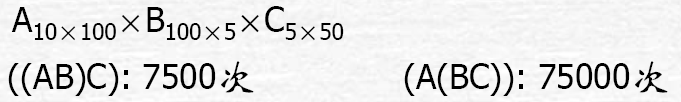 A₁₀×₁₀₀×B₁₀₀×₅×C₅×₅₀
((AB)C): 7500次 (A(BC)): 75000次